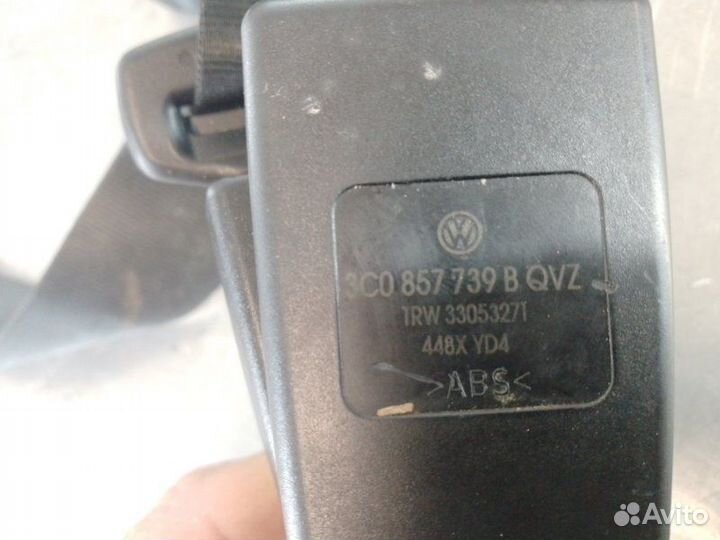 3C0 857 739 B QVZ
TRW 33053271
448X YD4
>ABS<
Avito